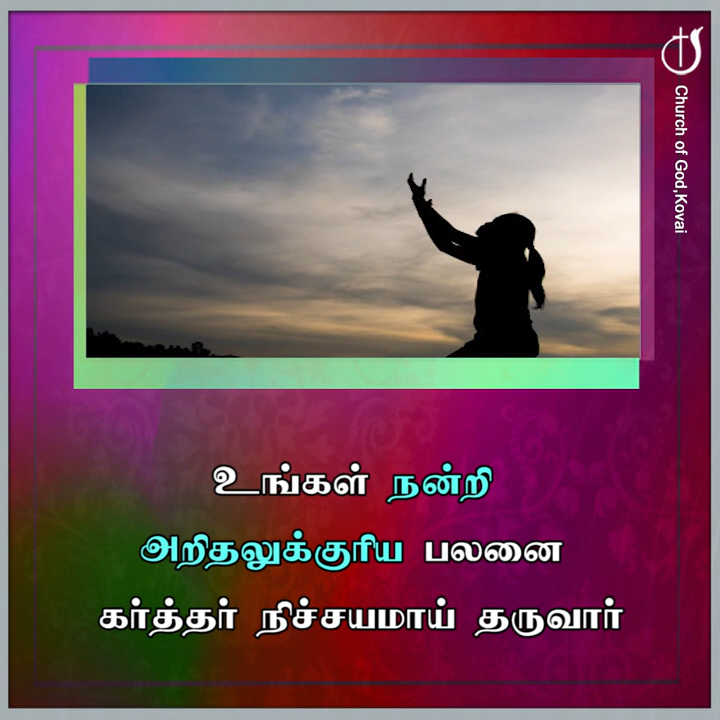 Church of God,Kovai
உங்கள் நன்றி
அறிதலுக்குரிய பலனை
கர்த்தர் நிச்சயமாய் தருவார்